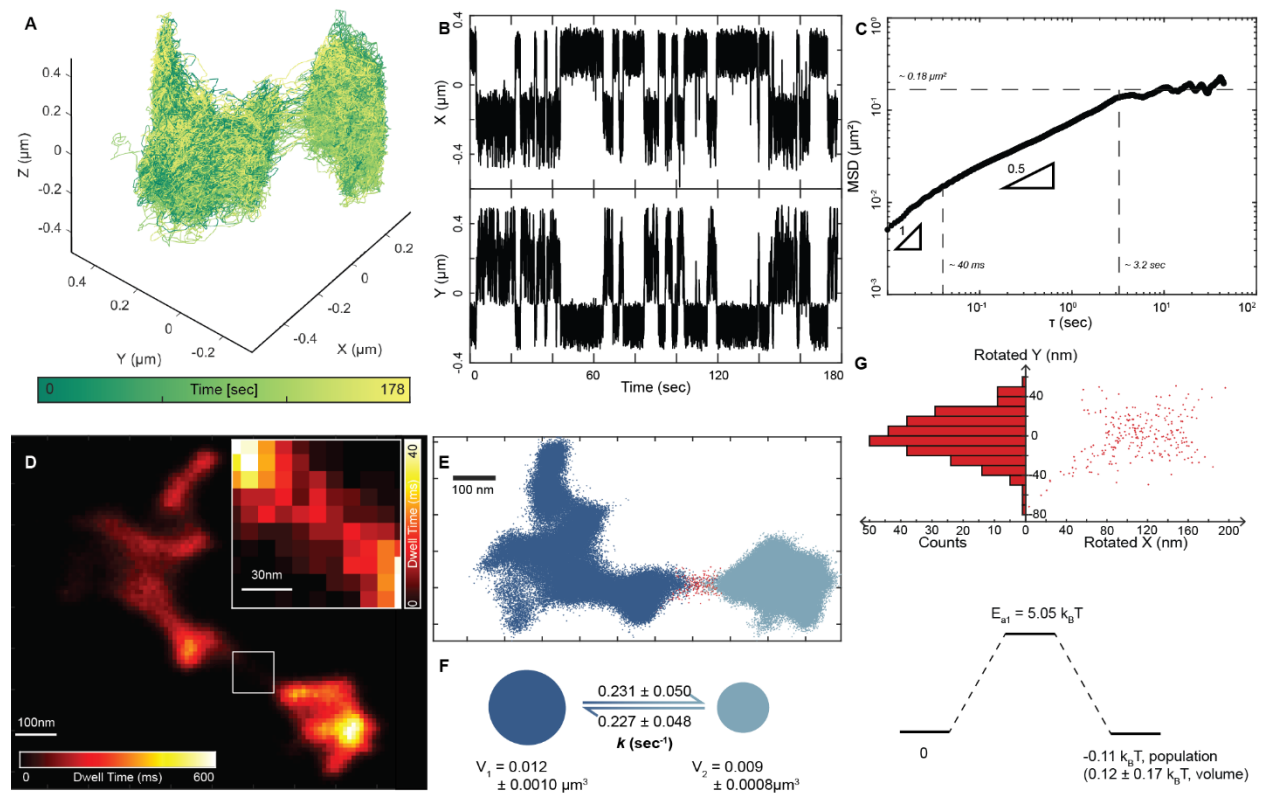 A
0.4
0.2
0
-0.2
-0.4
Z (µm)
0.4
0.2
0
-0.2
Y (µm)
0.2
0
-0.2
-0.4
X (µm)
0
Time [sec]
178
B
0.4
0
-0.4
X (µm)
0.4
0
-0.4
Y (µm)
0
60
120
180
Time (sec)
C
10⁰
10⁻¹
10⁻²
10⁻³
MSD (µm²)
~ 0.18 µm²
0.5
1
~ 40 ms
~ 3.2 sec
10⁻¹
10⁰
10¹
10²
τ (sec)
D
40
Dwell Time (ms)
0
30nm
100nm
0
Dwell Time (ms)
600
E
100 nm
F
0.231 ± 0.050
0.227 ± 0.048
k (sec⁻¹)
V₁ = 0.012
± 0.0010 µm³
V₂ = 0.009
± 0.0008µm³
G
Rotated Y (nm)
40
0
-40
-80
50
40
30
20
10
0
Counts
40
80
120
160
200
Rotated X (nm)
Eₐ₁ = 5.05 k_BT
0
-0.11 k_BT, population
(0.12 ± 0.17 k_BT, volume)